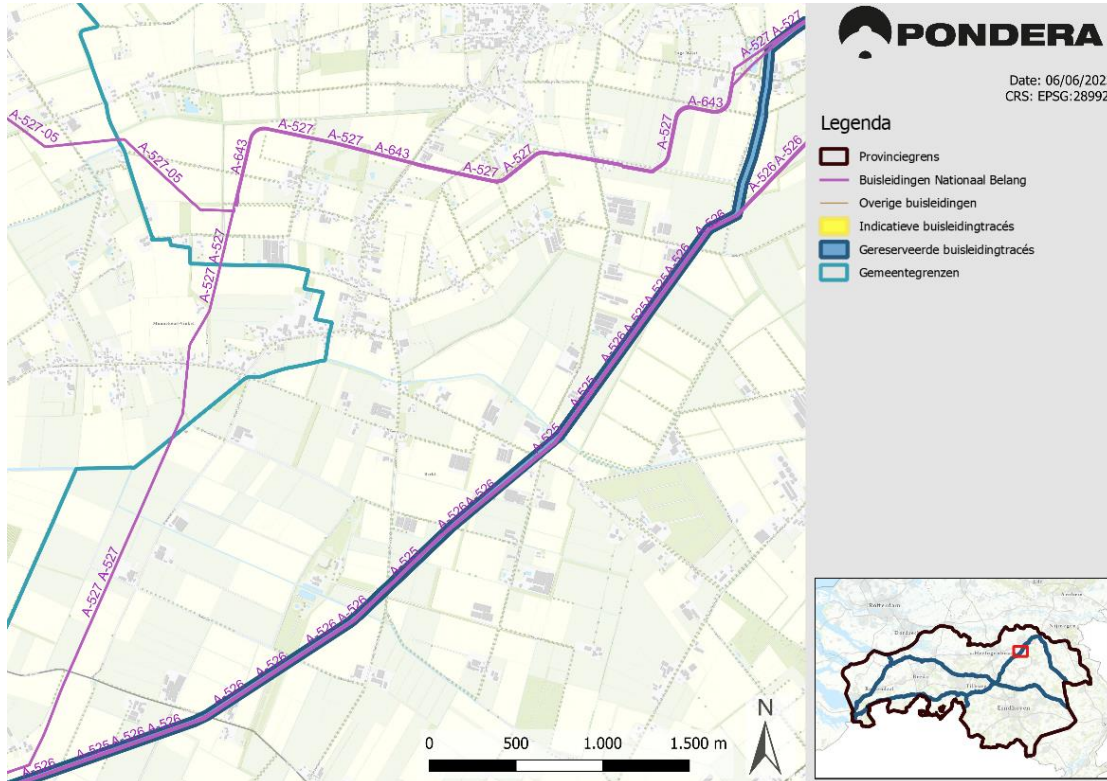 PONDERA
Date: 06/06/202
CRS: EPSG:28992
Legenda
Provinciegrens
Buisleidingen Nationaal Belang
Overige buisleidingen
Indicatieve buisleidingtracés
Gereserveerde buisleidingtracés
Gemeentegrenzen
A-527 A-527
A-643
A-527
A-526 A-526
A-527-05
A-527-05
A-643
A-527
A-527
A-643
A-527
A-527
A-527 A-527
A-526
A-526
A-525
A-525
A-526
A-525
A-525
A-526 A-526
A-525
A-526 A-526
A-526
A-526
A-527 A-527
A-525 A-526 A-526
A-526
N
0 500 1.000 1.500 m
Rotterdam
Eindhoven